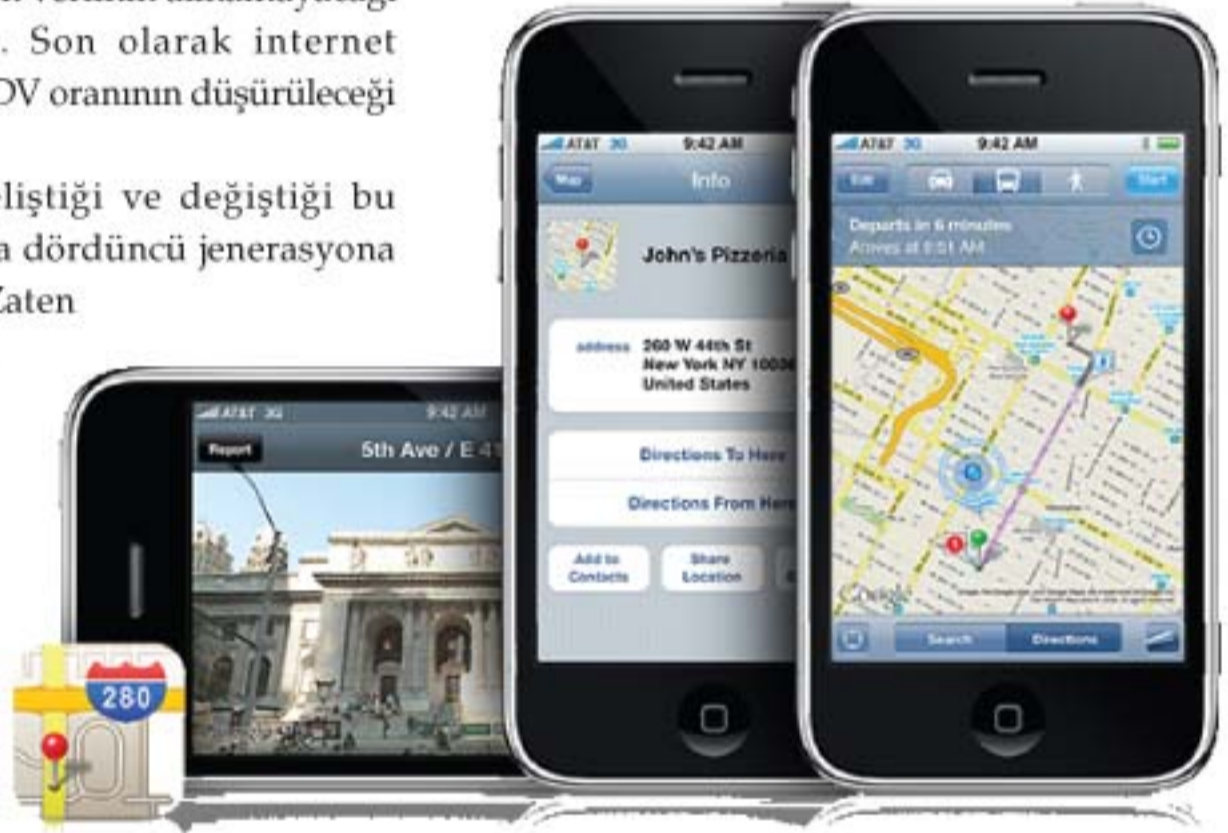 . Son olarak internet
DV oranının düşürüleceği
eliştiği ve değiştiği bu
a dördüncü jenerasyona
Zaten
AT&T 3G 9:42 AM
Report
5th Ave / E 41
280
AT&T 3G 9:42 AM
Map
Info
John's Pizzeria
address 260 W 44th St
New York NY 10036
United States
Directions To Here
Directions From Here
Add to
Contacts
Share
Location
AT&T 3G 9:42 AM
Edit
Start
Departs in 6 minutes
Arrives at 9:51 AM
Google
Search
Directions